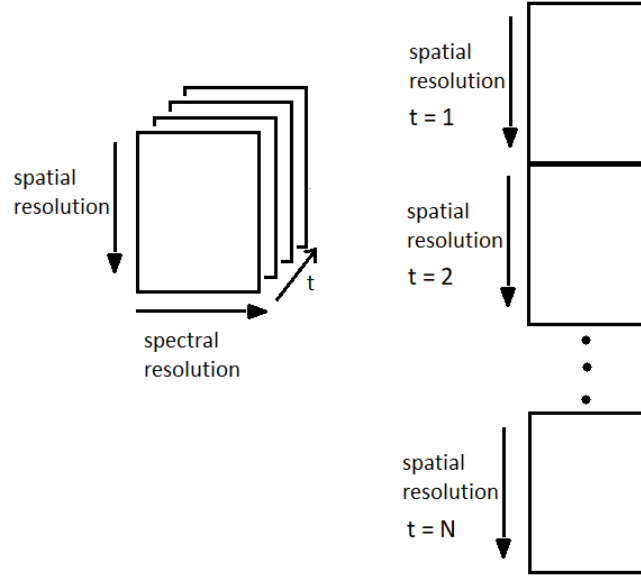 spatial
resolution
t
spectral
resolution
spatial
resolution
t = 1
spatial
resolution
t = 2
spatial
resolution
t = N